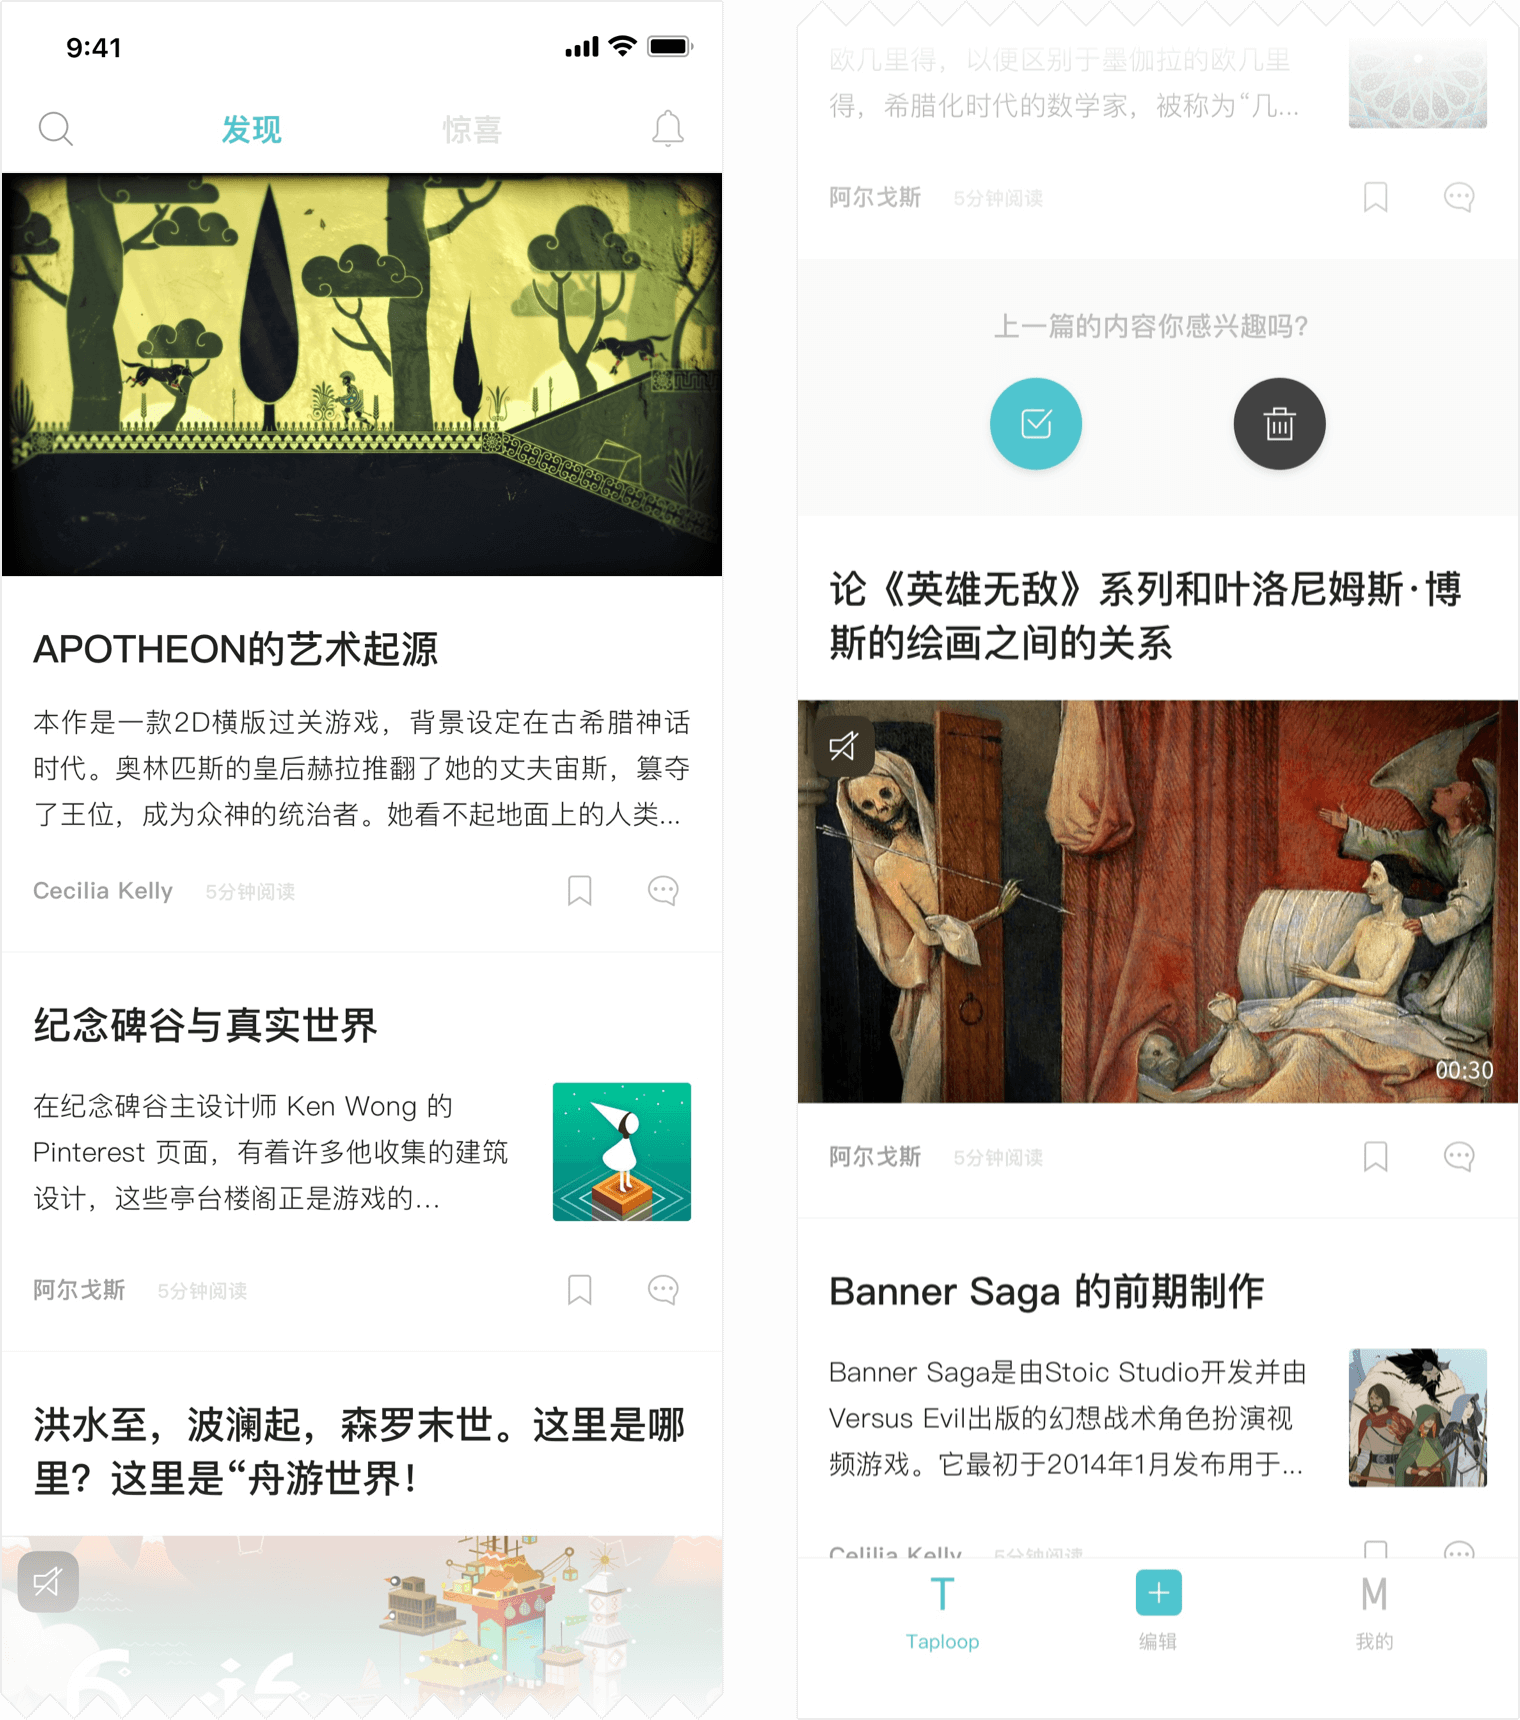 9:41
发现
惊喜
APOTHEON的艺术起源
本作是一款2D横版过关游戏，背景设定在古希腊神话
时代。奥林匹斯的皇后赫拉推翻了她的丈夫宙斯，篡夺
了王位，成为众神的统治者。她看不起地面上的人类...
Cecilia Kelly 5分钟阅读
纪念碑谷与真实世界
在纪念碑谷主设计师 Ken Wong 的
Pinterest 页面，有着许多他收集的建筑
设计，这些亭台楼阁正是游戏的...
阿尔戈斯 5分钟阅读
洪水至，波澜起，森罗末世。这里是哪
里？这里是“舟游世界！
欧几里得，以便区别于墨伽拉的欧几里
得，希腊化时代的数学家，被称为“几...
阿尔戈斯 5分钟阅读
上一篇的内容你感兴趣吗?
论《英雄无敌》系列和叶洛尼姆斯·博
斯的绘画之间的关系
00:30
阿尔戈斯 5分钟阅读
Banner Saga 的前期制作
Banner Saga是由Stoic Studio开发并由
Versus Evil出版的幻想战术角色扮演视
频游戏。它最初于2014年1月发布用于...
Celilia Kelly 5分钟阅读
T
Taploop
编辑
M
我的